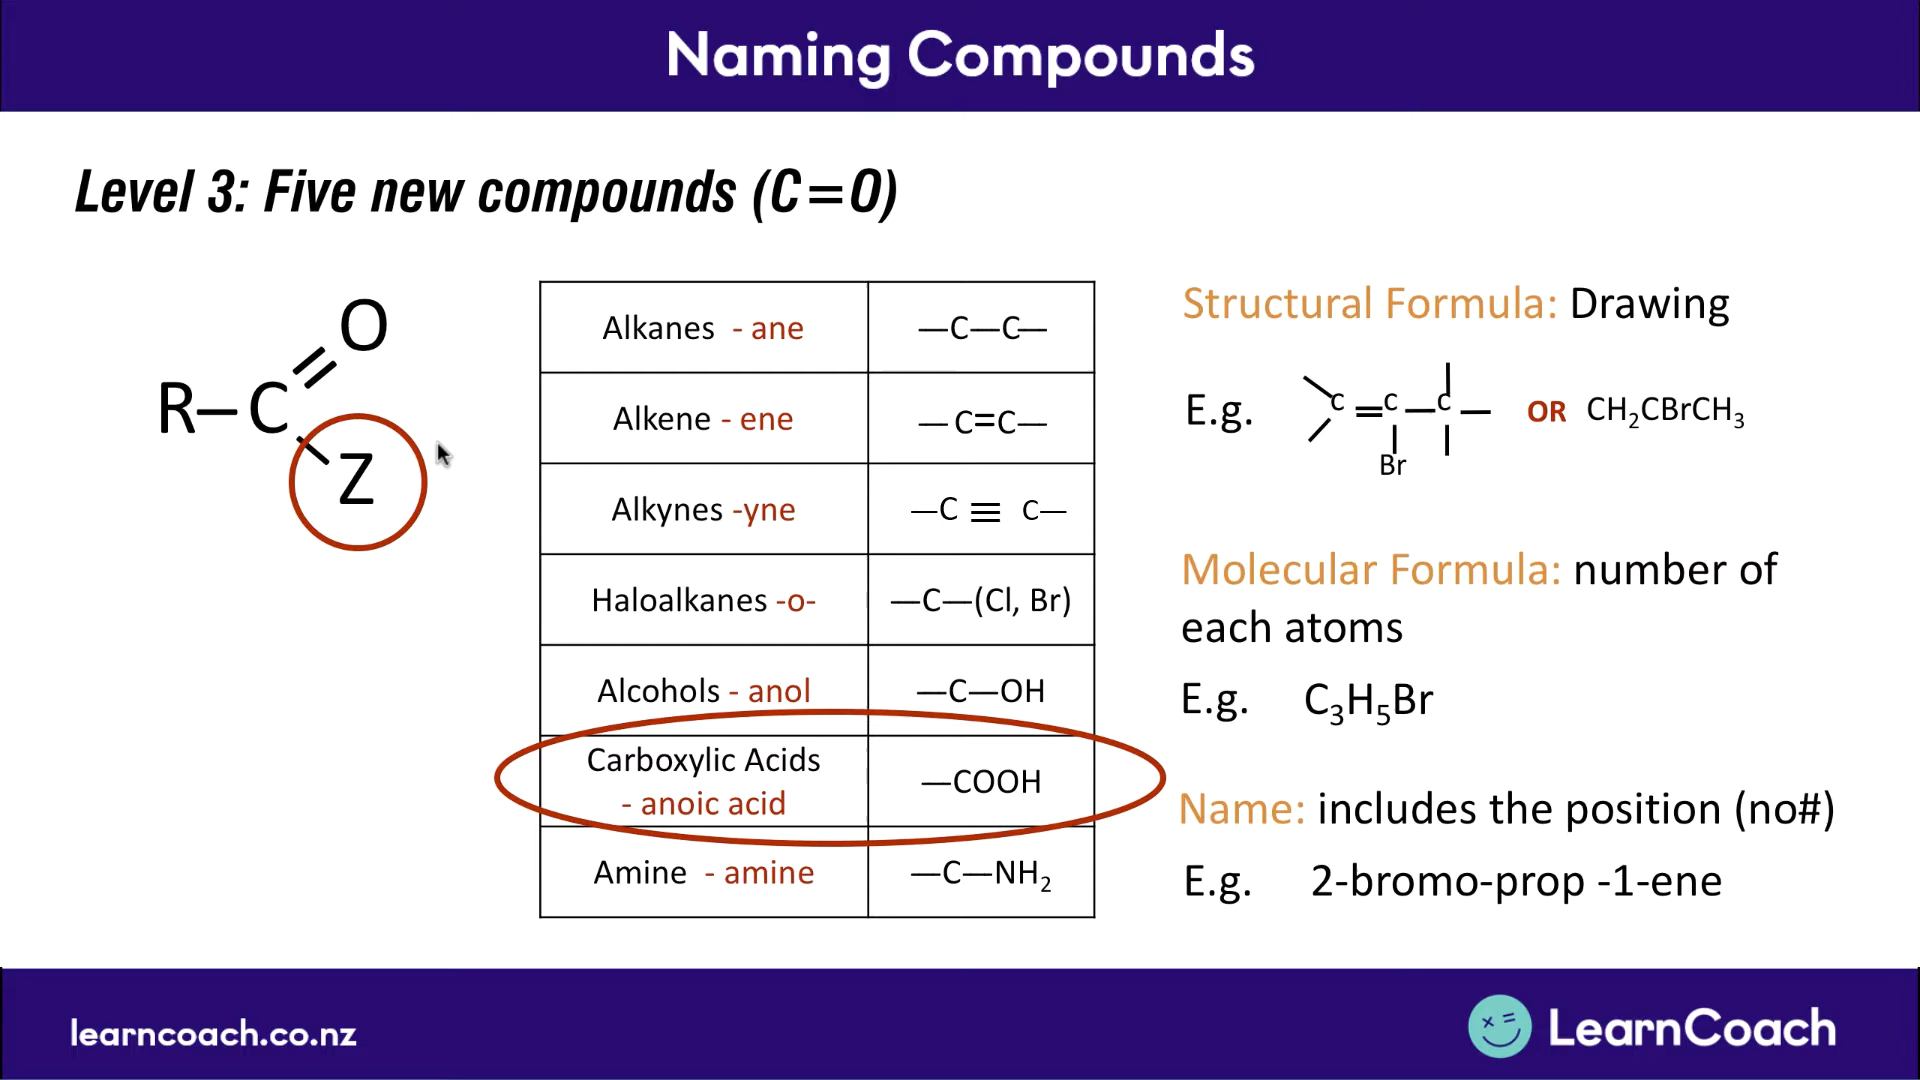 Naming Compounds
Level 3: Five new compounds (C=O)
O
R–C
Z
Alkanes - ane
—C—C—
Alkene - ene
— C=C—
Alkynes -yne
—C ≡ C—
Haloalkanes -o-
—C—(Cl, Br)
Alcohols - anol
—C—OH
Carboxylic Acids
- anoic acid
—COOH
Amine - amine
—C—NH₂
Structural Formula: Drawing
E.g. C=C—C— OR CH₂CBrCH₃
Br
Molecular Formula: number of
each atoms
E.g. C₃H₅Br
Name: includes the position (no#)
E.g. 2-bromo-prop -1-ene
learncoach.co.nz
LearnCoach